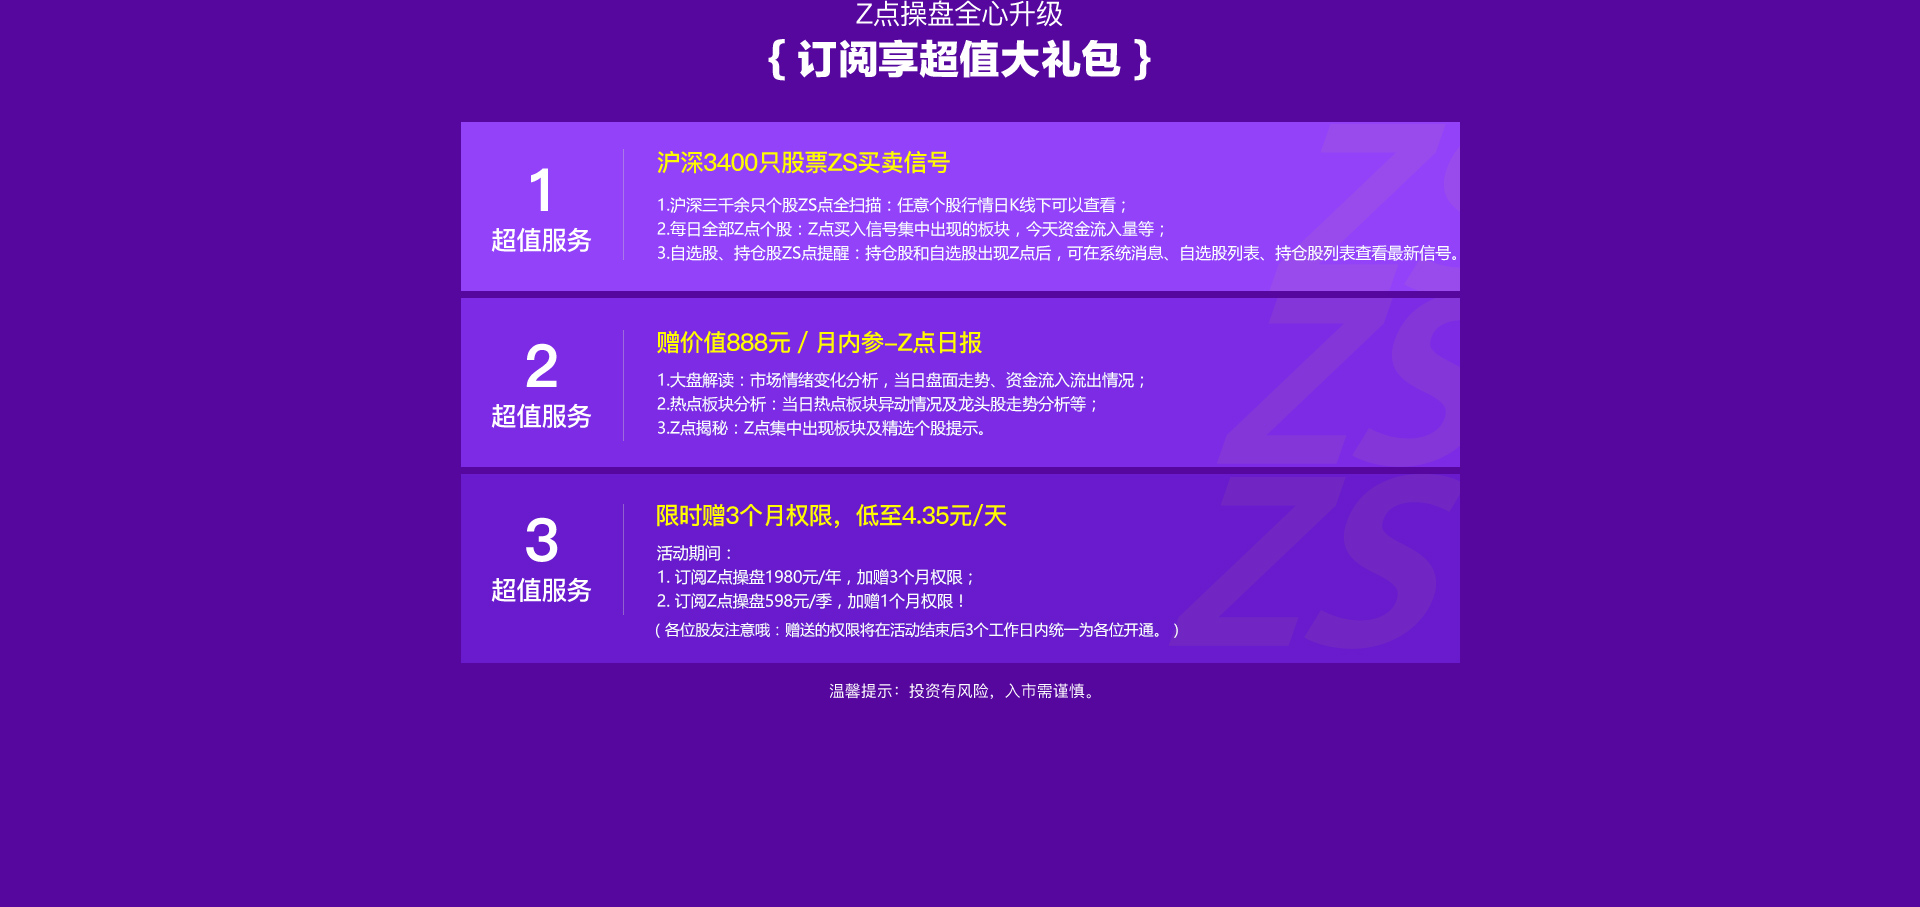 Z点操盘全心升级
{ 订阅享超值大礼包 }
1
超值服务
沪深3400只股票ZS买卖信号
1.沪深三千余只个股ZS点全扫描：任意个股行情日K线下可以查看；
2.每日全部Z点个股：Z点买入信号集中出现的板块，今天资金流入量等；
3.自选股、持仓股ZS点提醒：持仓股和自选股出现Z点后，可在系统消息、自选股列表、持仓股列表查看最新信号。
2
超值服务
赠价值888元 / 月内参-Z点日报
1.大盘解读：市场情绪变化分析，当日盘面走势、资金流入流出情况；
2.热点板块分析：当日热点板块异动情况及龙头股走势分析等；
3.Z点揭秘：Z点集中出现板块及精选个股提示。
3
超值服务
限时赠3个月权限，低至4.35元/天
活动期间：
1. 订阅Z点操盘1980元/年，加赠3个月权限；
2. 订阅Z点操盘598元/季，加赠1个月权限！
（各位股友注意哦：赠送的权限将在活动结束后3个工作日内统一为各位开通。）
ZS
ZS
ZS
温馨提示：投资有风险，入市需谨慎。